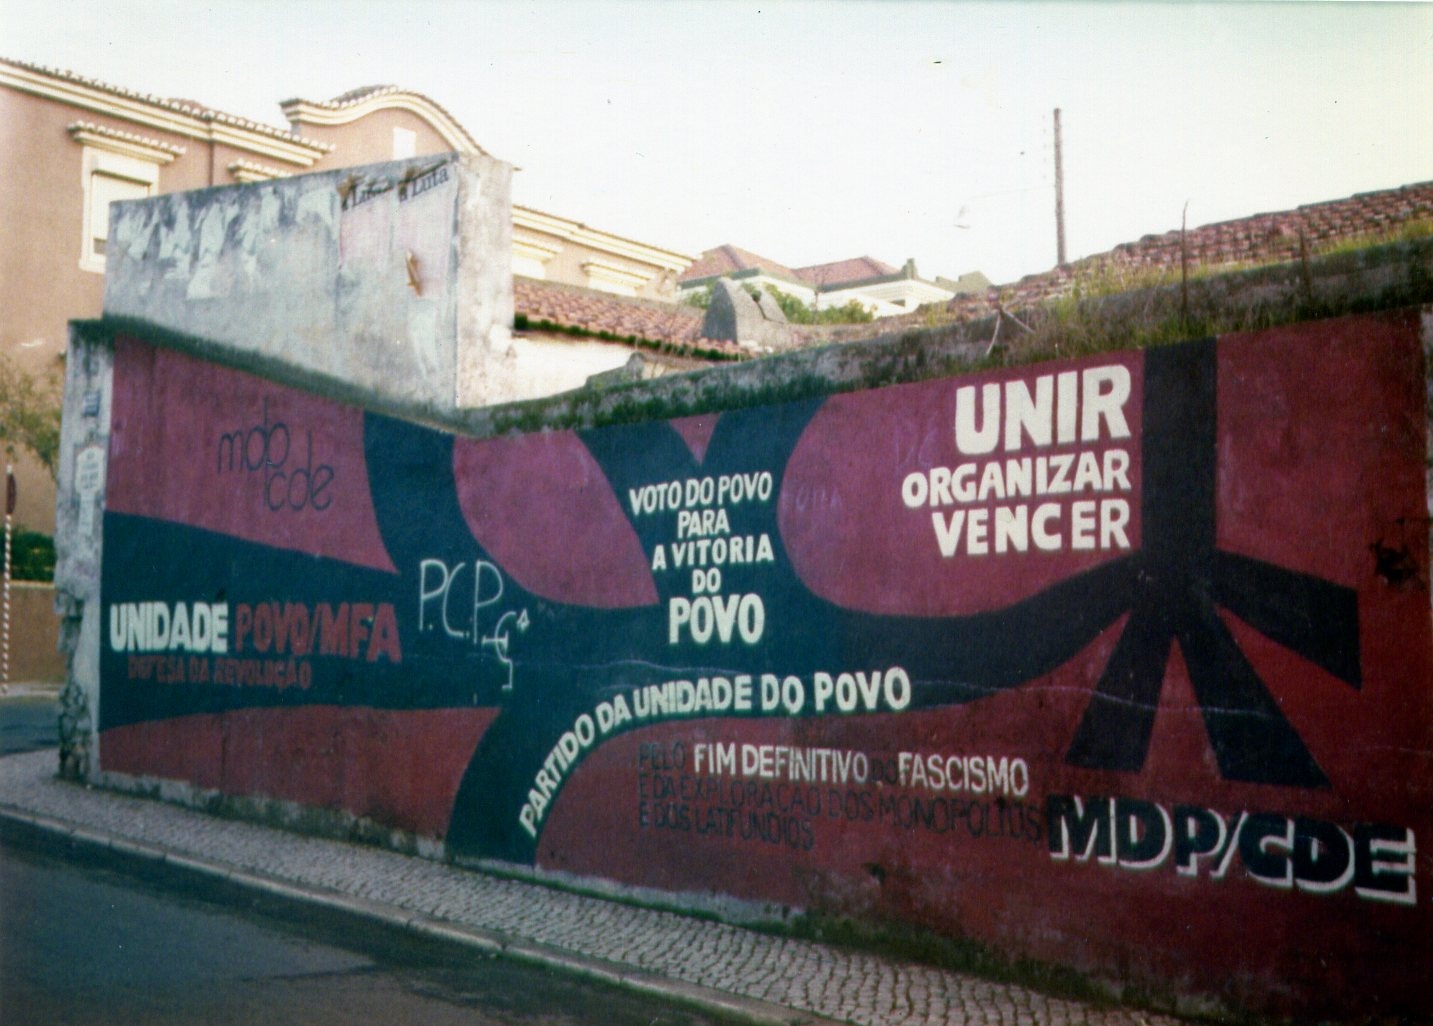 a Luta a Luta
mdp
cde
UNIDADE POVO/MFA
DEFESA DA REVOLUÇÃO
P.C.P.
VOTO DO POVO
PARA
A VITORIA
DO
POVO
PARTIDO DA UNIDADE DO POVO
UNIR
ORGANIZAR
VENCER
PELO FIM DEFINITIVO DO FASCISMO
E DA EXPLORAÇÃO DOS MONOPOLIOS
E DOS LATIFUNDIOS
MDP/CDE